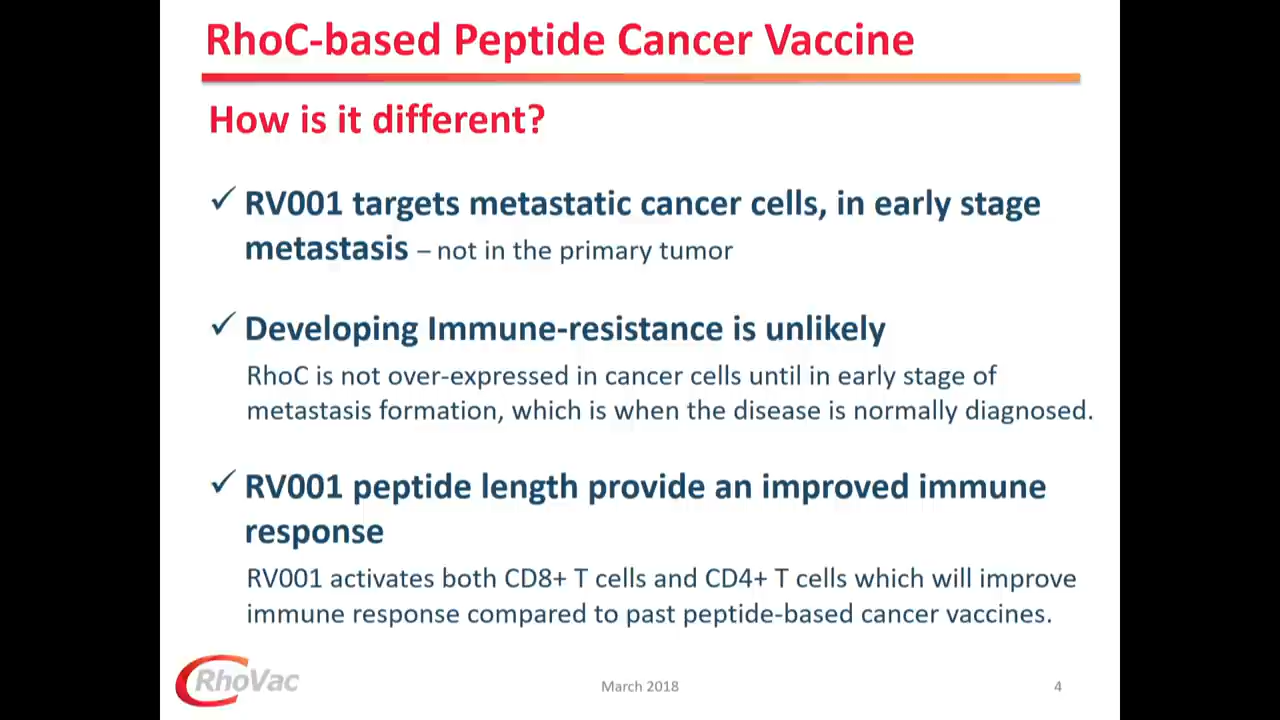 RhoC-based Peptide Cancer Vaccine
How is it different?
✓ RV001 targets metastatic cancer cells, in early stage
metastasis – not in the primary tumor
✓ Developing Immune-resistance is unlikely
RhoC is not over-expressed in cancer cells until in early stage of
metastasis formation, which is when the disease is normally diagnosed.
✓ RV001 peptide length provide an improved immune
response
RV001 activates both CD8+ T cells and CD4+ T cells which will improve
immune response compared to past peptide-based cancer vaccines.
RhoVac
March 2018
4